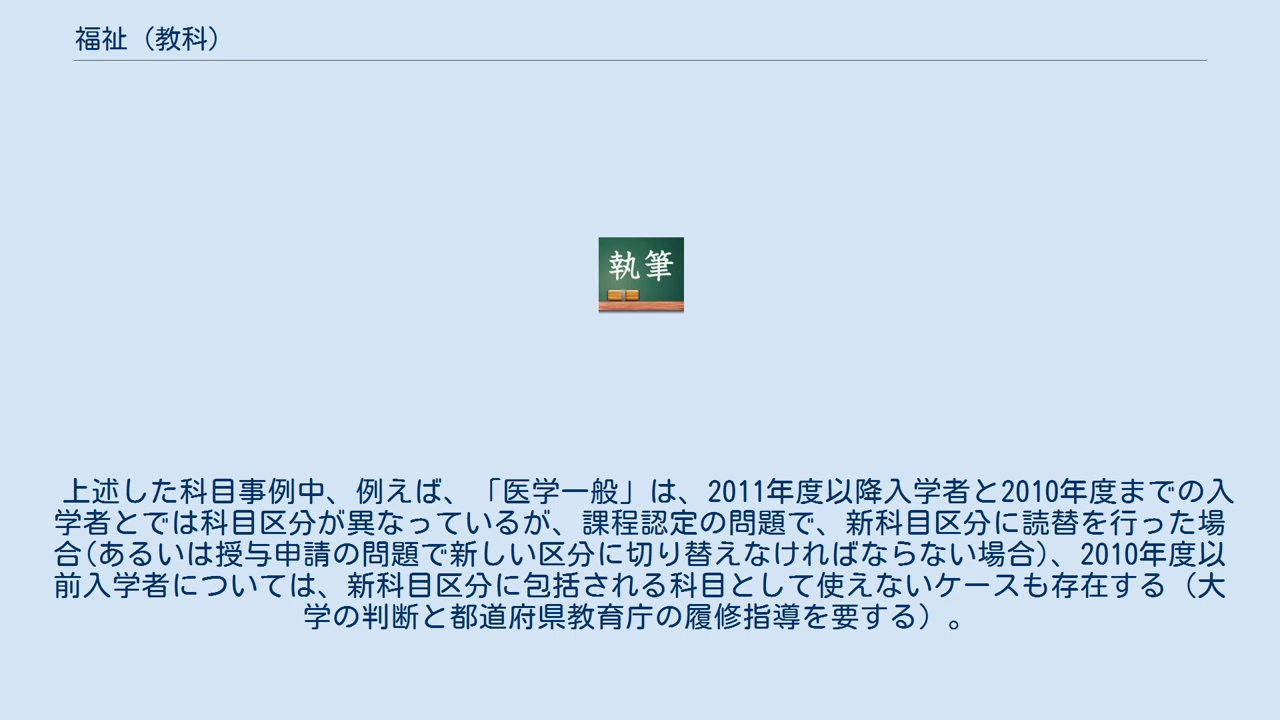 福祉（教科）
執筆
上述した科目事例中、例えば、「医学一般」は、2011年度以降入学者と2010年度までの入
学者とでは科目区分が異なっているが、課程認定の問題で、新科目区分に読替を行った場
合(あるいは授与申請の問題で新しい区分に切り替えなければならない場合)、2010年度以
前入学者については、新科目区分に包括される科目として使えないケースも存在する（大
学の判断と都道府県教育庁の履修指導を要する）。